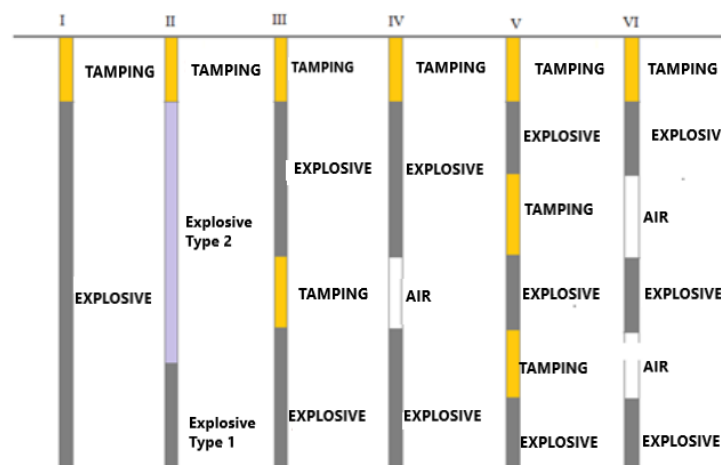 I II III IV V VI
TAMPING TAMPING TAMPING TAMPING TAMPING TAMPING
EXPLOSIVE EXPLOSIV
EXPLOSIVE EXPLOSIVE
TAMPING AIR
Explosive
Type 2
EXPLOSIVE TAMPING AIR EXPLOSIVE EXPLOSIVE
TAMPING AIR
Explosive
Type 1
EXPLOSIVE EXPLOSIVE
EXPLOSIVE EXPLOSIVE